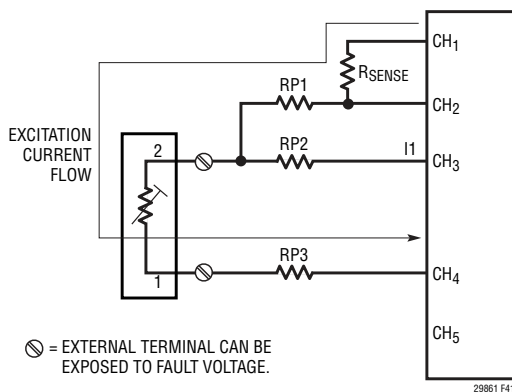 CH1
RSENSE
RP1
CH2
EXCITATION
CURRENT
FLOW
2
RP2
I1
CH3
RP3
1
CH4
CH5
= EXTERNAL TERMINAL CAN BE
EXPOSED TO FAULT VOLTAGE.